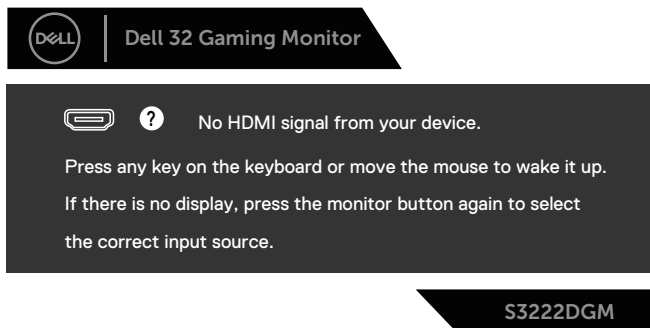 DELL
Dell 32 Gaming Monitor
? No HDMI signal from your device.
Press any key on the keyboard or move the mouse to wake it up.
If there is no display, press the monitor button again to select
the correct input source.
S3222DGM